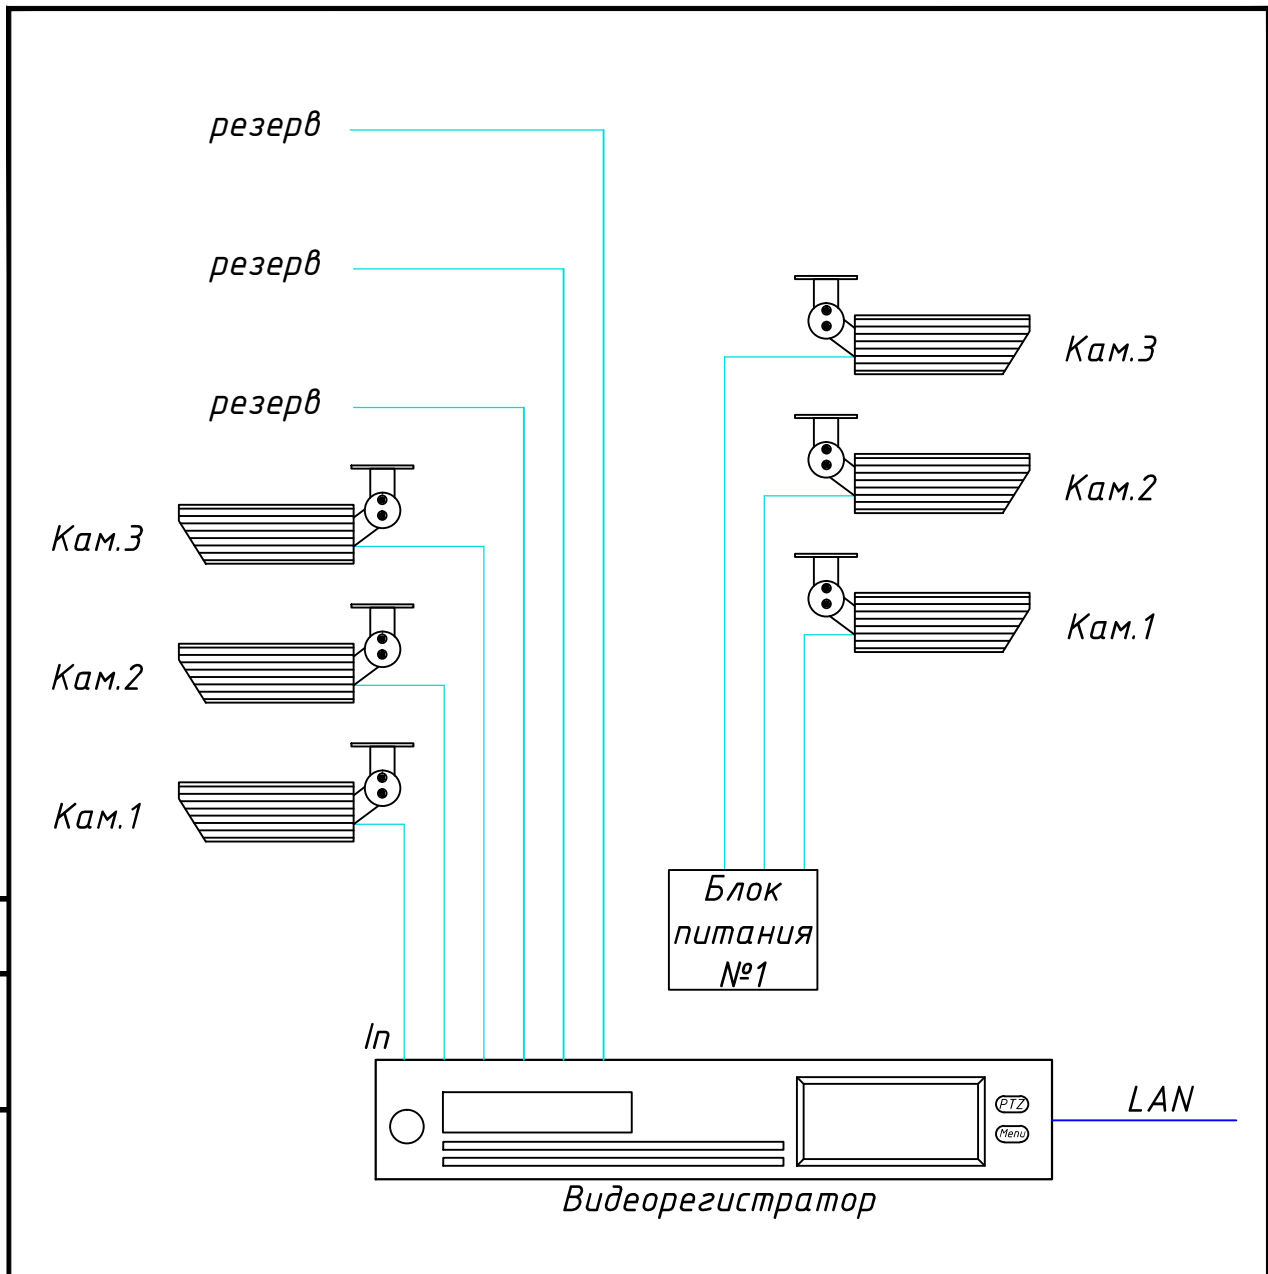 резерв
резерв
Кам.3
резерв
Кам.2
Кам.3
Кам.1
Кам.2
Кам.1
Блок
питания
№1
In
PTZ
LAN
Menu
Видеорегистратор